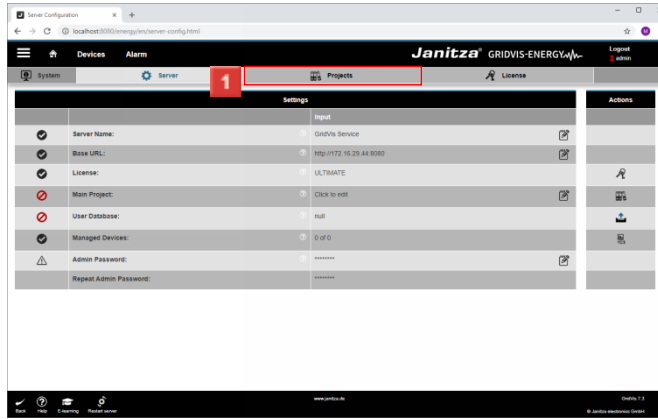 Server Configuration
localhost:8080/energy/en/server-config.html
Devices Alarm Janitza® GRIDVIS-ENERGY Logout
admin
System Server 1 Projects License
Settings Actions
Input
Server Name: GridVis Service
Base URL: http://172.16.29.44:8080
License: ULTIMATE
Main Project: Click to edit
User Database: null
Managed Devices: 0 of 0
Admin Password: ********
Repeat Admin Password: ********
www.janitza.de GridVis 7.3
Back Help E-learning Restart server © Janitza electronics GmbH